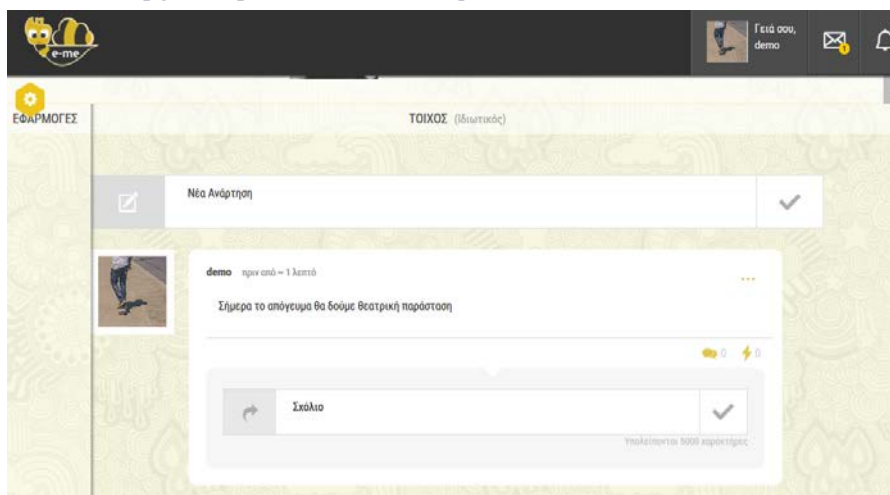 e-me
Γειά σου,
demo
1
ΕΦΑΡΜΟΓΕΣ
ΤΟΙΧΟΣ (Ιδιωτικός)
Νέα Ανάρτηση
demo πριν από ~ 1 λεπτό
...
Σήμερα το απόγευμα θα δούμε θεατρική παράσταση
0 0
Σχόλιο
Υπολείπονται 5000 χαρακτήρες